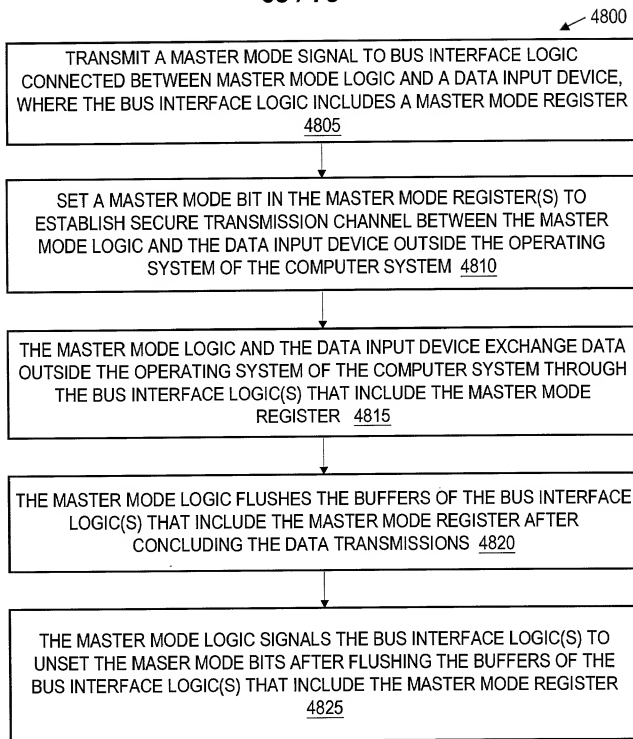 4800
TRANSMIT A MASTER MODE SIGNAL TO BUS INTERFACE LOGIC
CONNECTED BETWEEN MASTER MODE LOGIC AND A DATA INPUT DEVICE,
WHERE THE BUS INTERFACE LOGIC INCLUDES A MASTER MODE REGISTER
4805
SET A MASTER MODE BIT IN THE MASTER MODE REGISTER(S) TO
ESTABLISH SECURE TRANSMISSION CHANNEL BETWEEN THE MASTER
MODE LOGIC AND THE DATA INPUT DEVICE OUTSIDE THE OPERATING
SYSTEM OF THE COMPUTER SYSTEM 4810
THE MASTER MODE LOGIC AND THE DATA INPUT DEVICE EXCHANGE DATA
OUTSIDE THE OPERATING SYSTEM OF THE COMPUTER SYSTEM THROUGH
THE BUS INTERFACE LOGIC(S) THAT INCLUDE THE MASTER MODE
REGISTER 4815
THE MASTER MODE LOGIC FLUSHES THE BUFFERS OF THE BUS INTERFACE
LOGIC(S) THAT INCLUDE THE MASTER MODE REGISTER AFTER
CONCLUDING THE DATA TRANSMISSIONS 4820
THE MASTER MODE LOGIC SIGNALS THE BUS INTERFACE LOGIC(S) TO
UNSET THE MASER MODE BITS AFTER FLUSHING THE BUFFERS OF THE
BUS INTERFACE LOGIC(S) THAT INCLUDE THE MASTER MODE REGISTER
4825